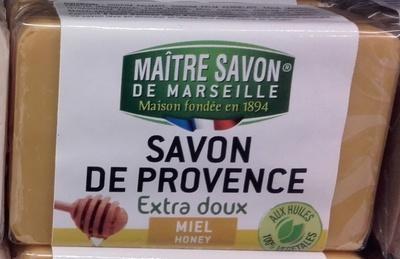 MAÎTRE SAVON®
DE MARSEILLE
Maison fondée en 1894
SAVON
DE PROVENCE
Extra doux
MIEL
HONEY
AUX HUILES
100% VÉGÉTALES